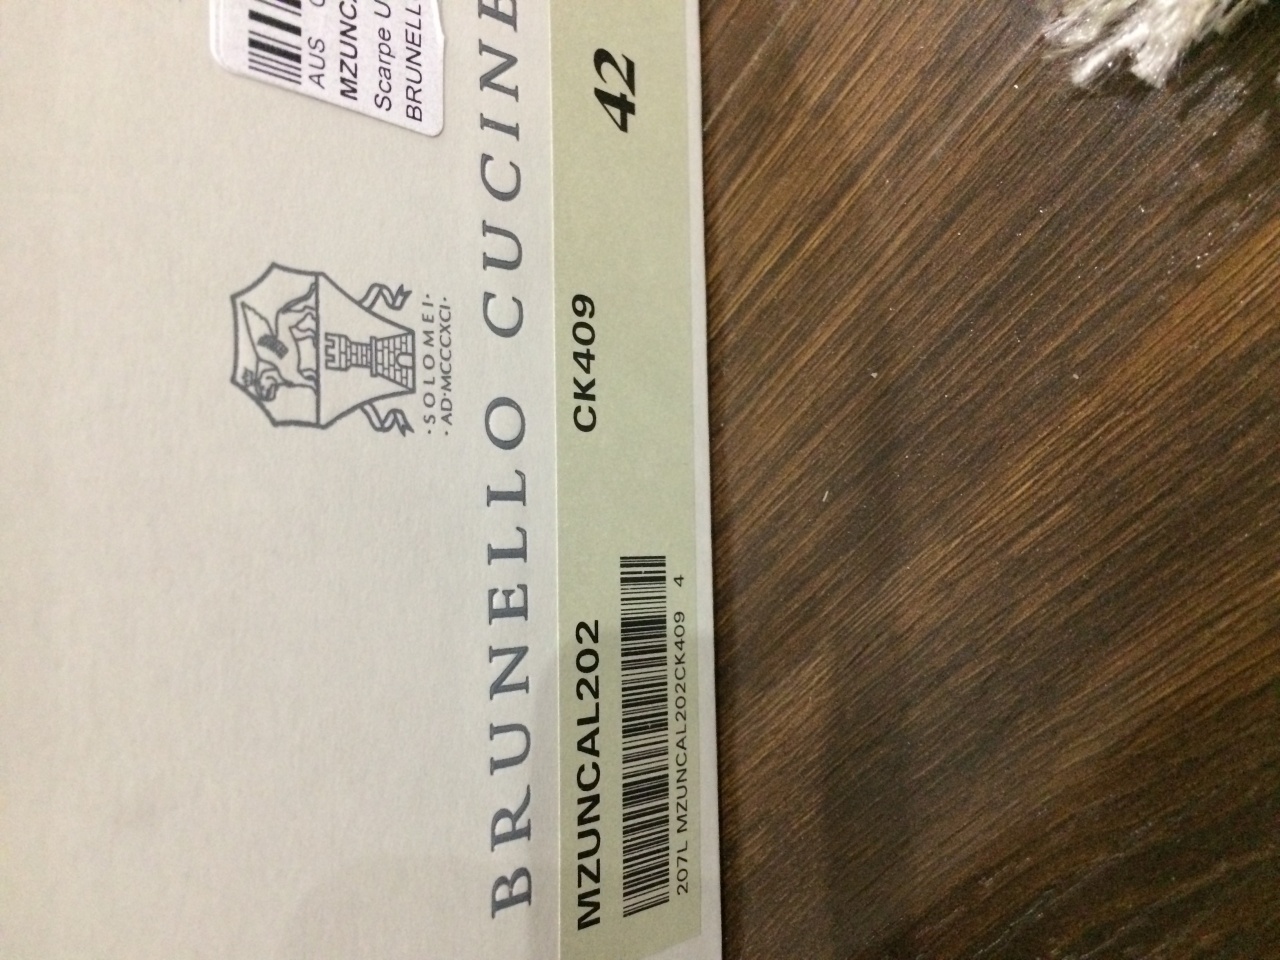 AUS
MZUNC
Scarpe U
BRUNELL
· SOLOMEI ·
· AD·MCCCXCI ·
BRUNELLO CUCINE
MZUNCAL202 CK409 42
207L MZUNCAL202CK409 4